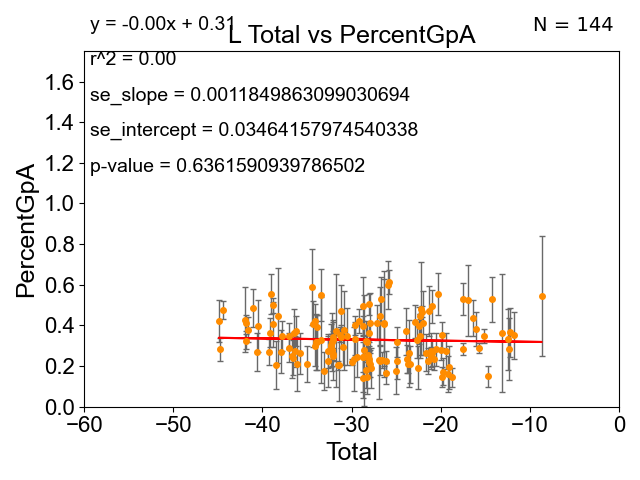 y = -0.00x + 0.31
N = 144
L Total vs PercentGpA
r^2 = 0.00
se_slope = 0.0011849863099030694
se_intercept = 0.03464157974540338
p-value = 0.6361590939786502
PercentGpA
1.6
1.4
1.2
1.0
0.8
0.6
0.4
0.2
0.0
−60 −50 −40 −30 −20 −10 0
Total